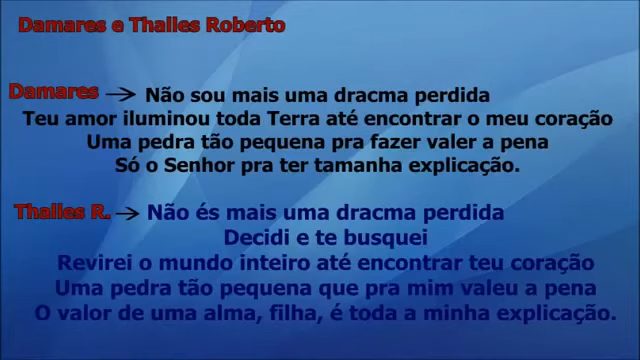 Damares e Thalles Roberto
Damares → Não sou mais uma dracma perdida
Teu amor iluminou toda Terra até encontrar o meu coração
Uma pedra tão pequena pra fazer valer a pena
Só o Senhor pra ter tamanha explicação.
Thalles R. → Não és mais uma dracma perdida
Decidi e te busquei
Revirei o mundo inteiro até encontrar teu coração
Uma pedra tão pequena que pra mim valeu a pena
O valor de uma alma, filha, é toda a minha explicação.